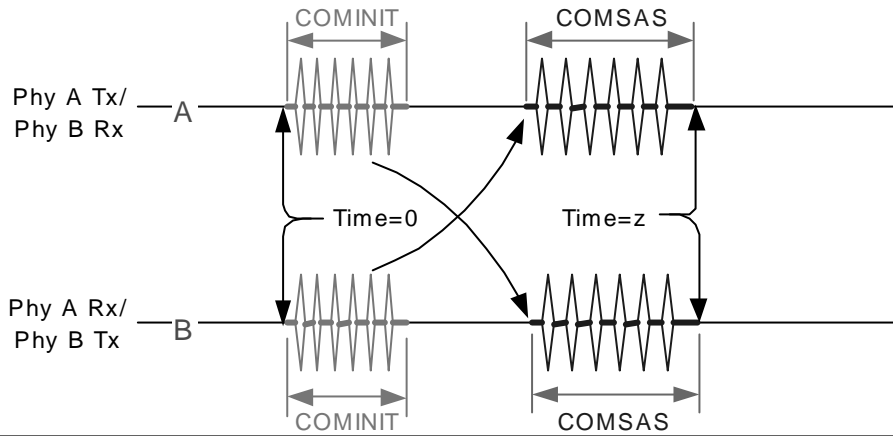 COMINIT
COMSAS
Phy A Tx/
Phy B Rx
A
Time=0
Time=z
Phy A Rx/
Phy B Tx
B
COMINIT
COMSAS